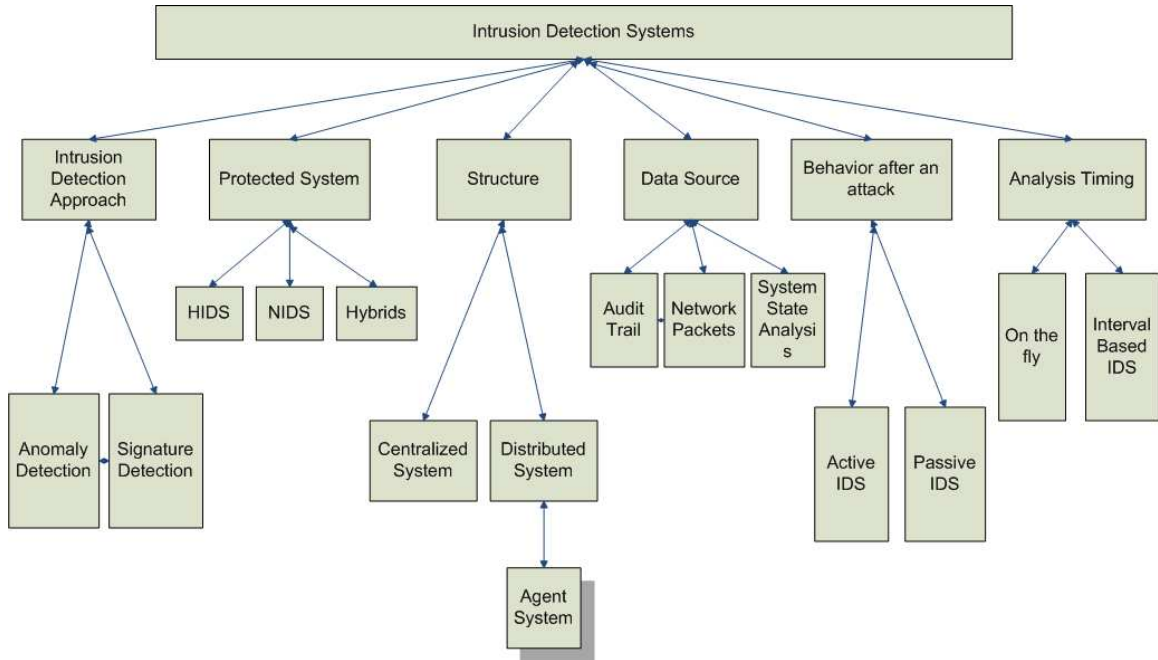 Intrusion Detection Systems
Intrusion
Detection
Approach
Protected System
Structure
Data Source
Behavior after an
attack
Analysis Timing
HIDS
NIDS
Hybrids
Audit
Trail
Network
Packets
System
State
Analysi
s
On the
fly
Interval
Based
IDS
Anomaly
Detection
Signature
Detection
Centralized
System
Distributed
System
Active
IDS
Passive
IDS
Agent
System